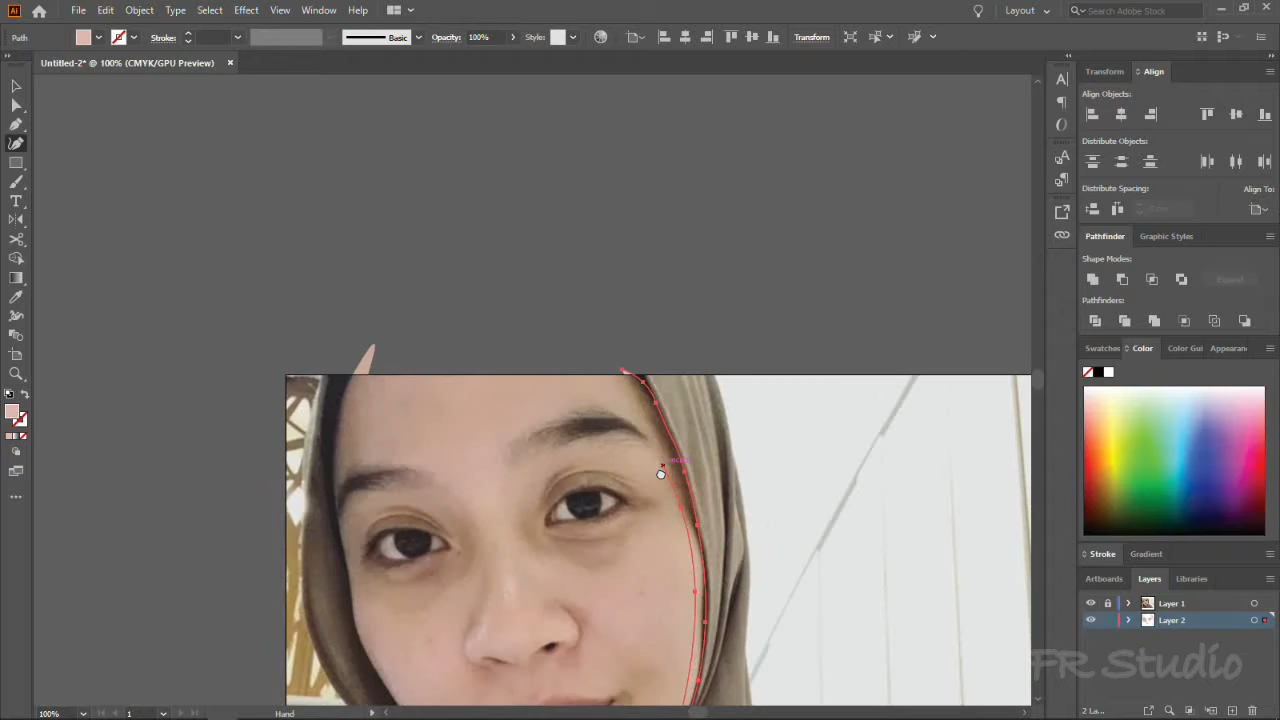 Ai File Edit Object Type Select Effect View Window Help Layout Search Adobe Stock
Path Stroke: Basic Opacity: 100% Style: Transform
Untitled-2* @ 100% (CMYK/GPU Preview)
Transform Align
Align Objects:
Distribute Objects:
Distribute Spacing: Align To:
Pathfinder Graphic Styles
Shape Modes:
Expand
Pathfinders:
Swatches Color Color Gui Appearanc
Stroke Gradient
Artboards Layers Libraries
Layer 1
Layer 2
FR Studio
100% 1 Hand 2 La...